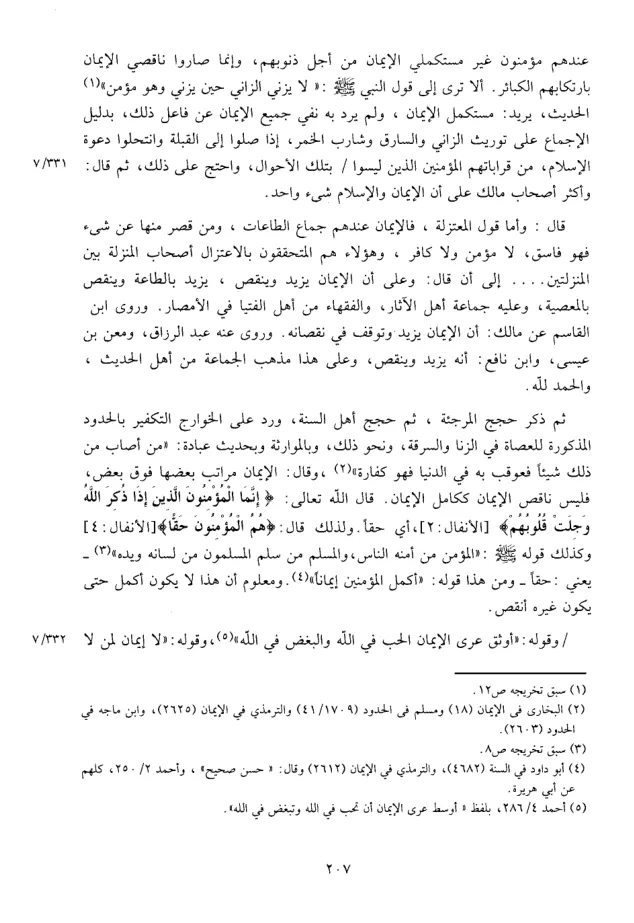 عندهم مؤمنون غير مستكملي الإيمان من أجل ذنوبهم، وإنما صاروا ناقصي الإيمان
بارتكابهم الكبائر. ألا ترى إلى قول النبي ﷺ :« لا يزني الزاني حين يزني وهو مؤمن»(١)
الحديث، يريد: مستكمل الإيمان ، ولم يرد به نفي جميع الإيمان عن فاعل ذلك، بدليل
الإجماع على توريث الزاني والسارق وشارب الخمر، إذا صلوا إلى القبلة وانتحلوا دعوة
الإسلام، من قراباتهم المؤمنين الذين ليسوا / بتلك الأحوال، واحتج على ذلك، ثم قال: ٧/٣٣١
وأكثر أصحاب مالك على أن الإيمان والإسلام شىء واحد.
قال : وأما قول المعتزلة ، فالإيمان عندهم جماع الطاعات ، ومن قصر منها عن شىء
فهو فاسق، لا مؤمن ولا كافر ، وهؤلاء هم المتحققون بالاعتزال أصحاب المنزلة بين
المنزلتين.... إلى أن قال: وعلى أن الإيمان يزيد وينقص ، يزيد بالطاعة وينقص
بالمعصية، وعليه جماعة أهل الآثار، والفقهاء من أهل الفتيا في الأمصار. وروى ابن
القاسم عن مالك: أن الإيمان يزيد وتوقف في نقصانه. وروى عنه عبد الرزاق، ومعن بن
عيسى، وابن نافع: أنه يزيد وينقص، وعلى هذا مذهب الجماعة من أهل الحديث ،
والحمد لله.
ثم ذكر حجج المرجئة ، ثم حجج أهل السنة، ورد على الخوارج التكفير بالحدود
المذكورة للعصاة في الزنا والسرقة، ونحو ذلك، وبالموارثة وبحديث عبادة: «من أصاب من
ذلك شيئاً فعوقب به في الدنيا فهو كفارة»(٢) ،وقال: الإيمان مراتب بعضها فوق بعض،
فليس ناقص الإيمان ككامل الإيمان. قال الله تعالى: ﴿ إِنَّمَا الْمُؤْمِنُونَ الَّذِينَ إِذَا ذُكِرَ اللَّهُ
وَجِلَتْ قُلُوبُهُمْ﴾ [الأنفال:٢]،أي حقاً.ولذلك قال:﴿هُمُ الْمُؤْمِنُونَ حَقًّا﴾[الأنفال:٤]
وكذلك قوله ﷺ :«المؤمن من أمنه الناس،والمسلم من سلم المسلمون من لسانه ويده»(٣) ـ
يعني :حقاً ـ ومن هذا قوله: «أكمل المؤمنين إيماناً»(٤).ومعلوم أن هذا لا يكون أكمل حتى
يكون غيره أنقص.
/ وقوله:«أوثق عرى الإيمان الحب في الله والبغض في الله»(٥)،وقوله:«لا إيمان لمن لا ٧/٣٣٢
(١) سبق تخريجه ص١٢.
(٢) البخارى فى الإيمان (١٨) ومسلم فى الحدود (٤١/١٧٠٩) والترمذي في الإيمان (٢٦٢٥)، وابن ماجه في
الحدود (٢٦٠٣).
(٣) سبق تخريجه ص٨.
(٤) أبو داود في السنة (٤٦٨٢)، والترمذي في الإيمان (٢٦١٢) وقال: « حسن صحيح» ، وأحمد ٢/ ٢٥٠، كلهم
عن أبي هريرة.
(٥) أحمد ٤/ ٢٨٦، بلفظ « أوسط عرى الإيمان أن تحب في الله وتبغض في الله».
٢٠٧